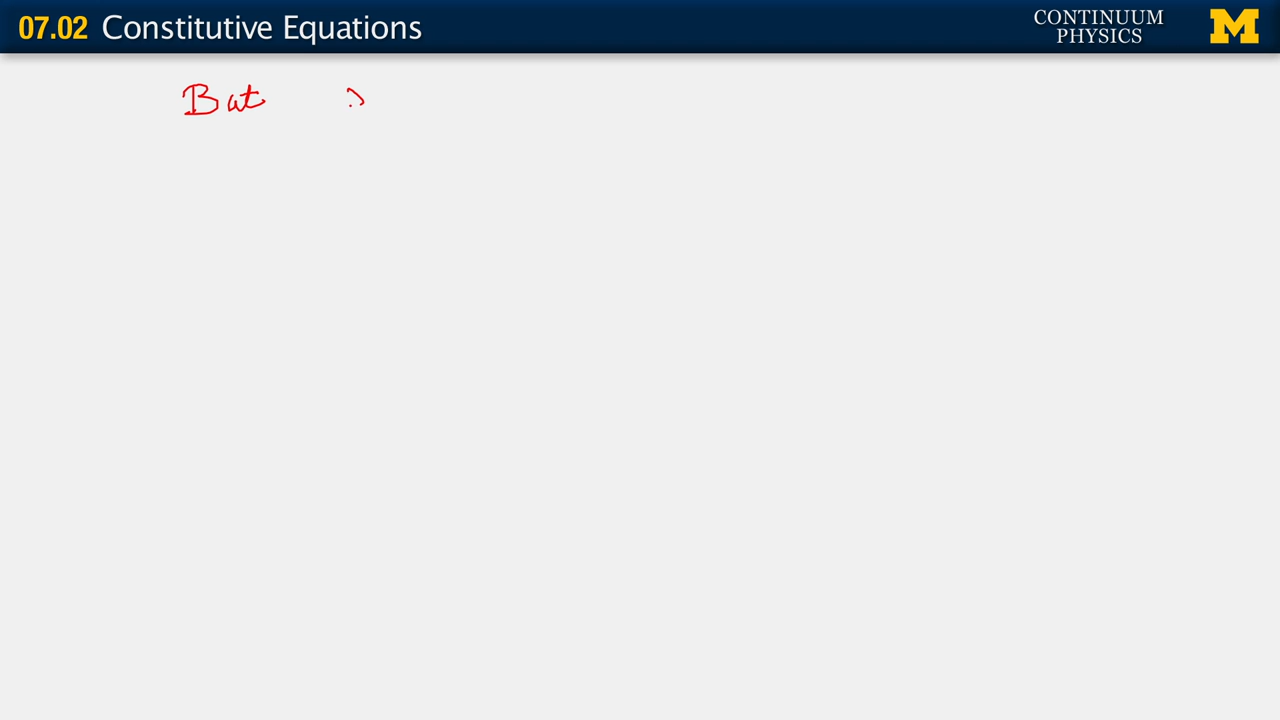 07.02 Constitutive Equations
CONTINUUM
PHYSICS
M
But